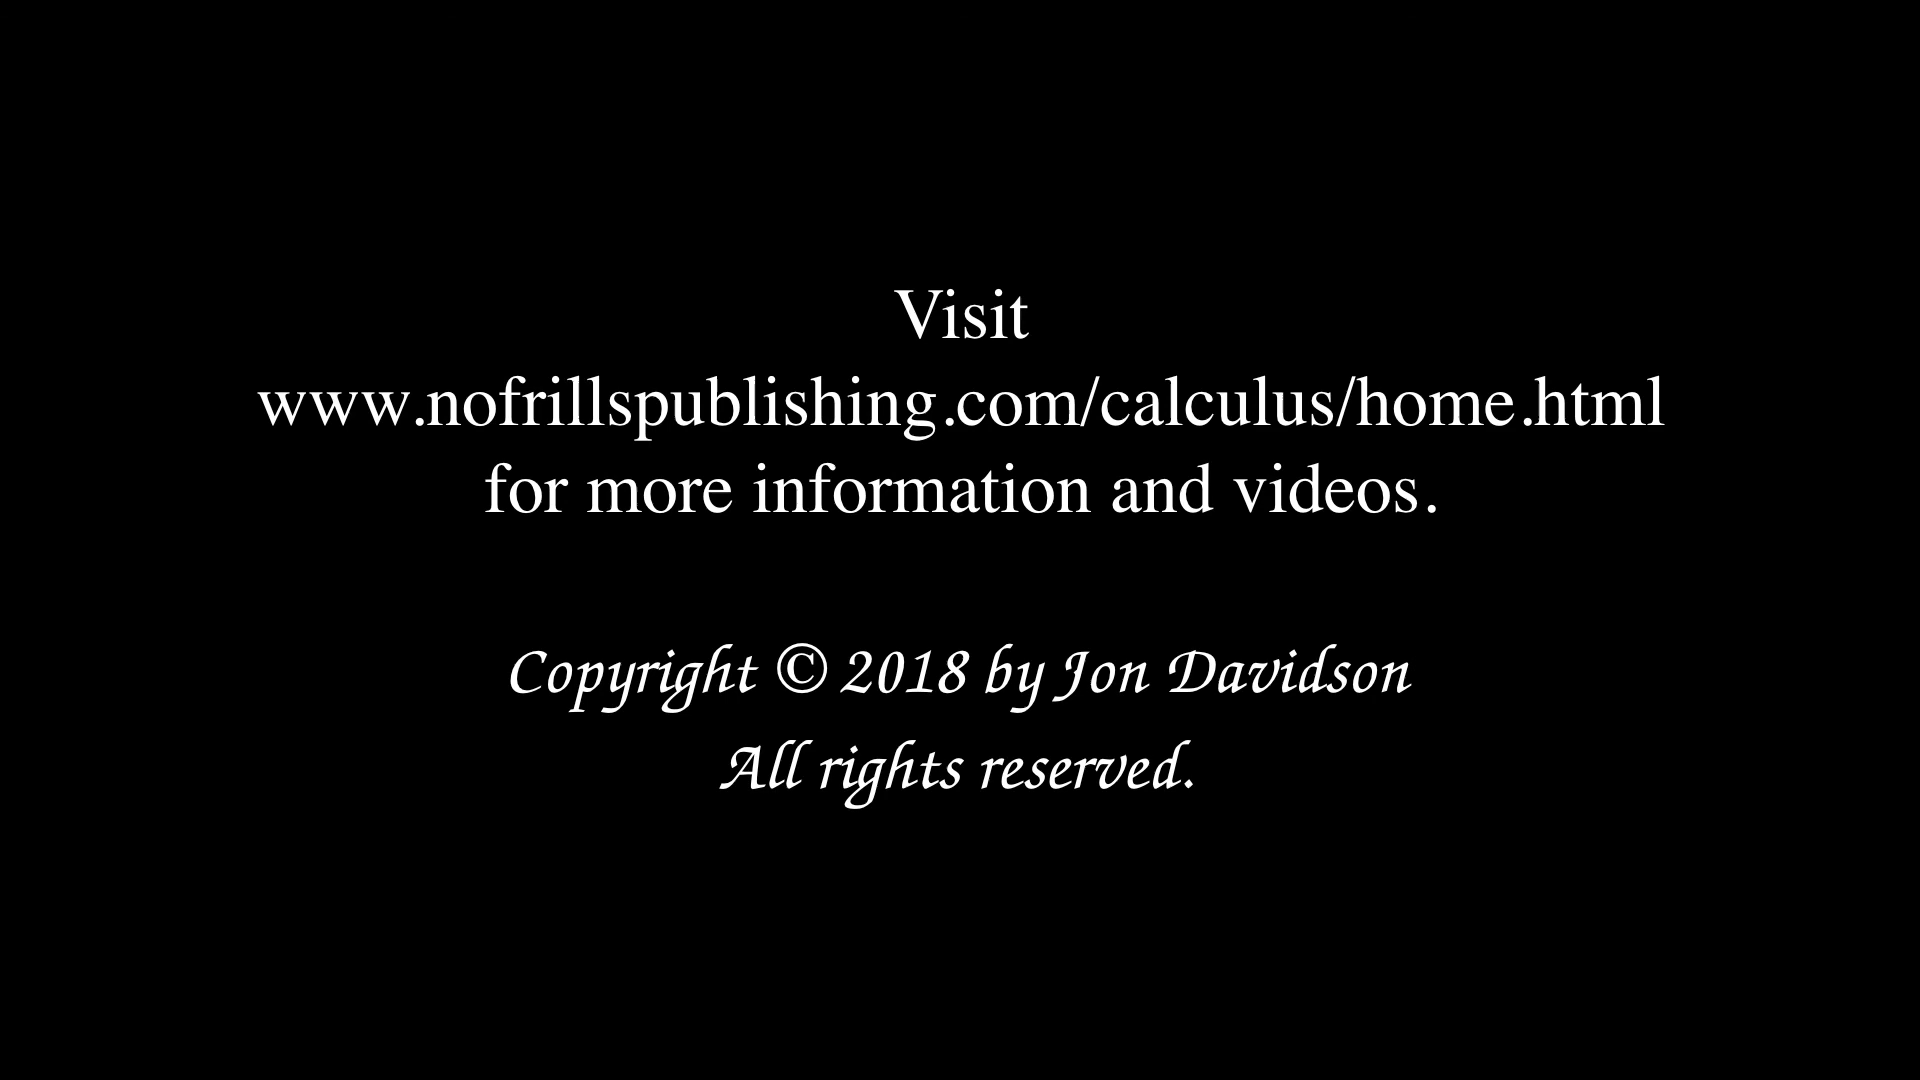 Visit
www.nofrillspublishing.com/calculus/home.html
for more information and videos.
Copyright © 2018 by Jon Davidson
All rights reserved.